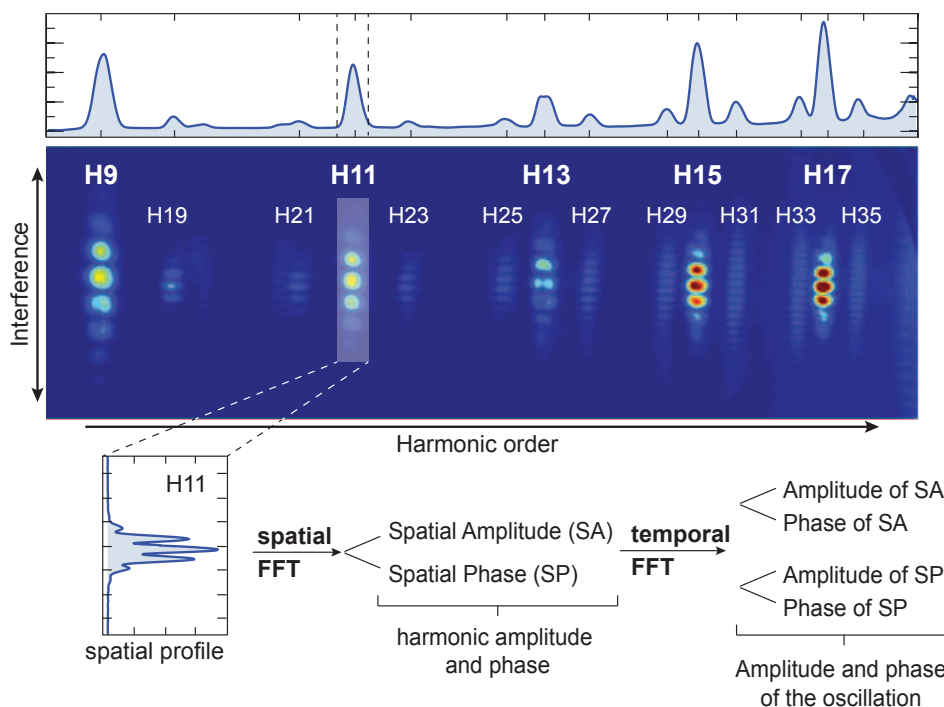 H9
H11
H13
H15
H17
H19
H21
H23
H25
H27
H29
H31
H33
H35
Interference
Harmonic order
H11
spatial profile
spatial
FFT
Spatial Amplitude (SA)
Spatial Phase (SP)
harmonic amplitude
and phase
temporal
FFT
Amplitude of SA
Phase of SA
Amplitude of SP
Phase of SP
Amplitude and phase
of the oscillation